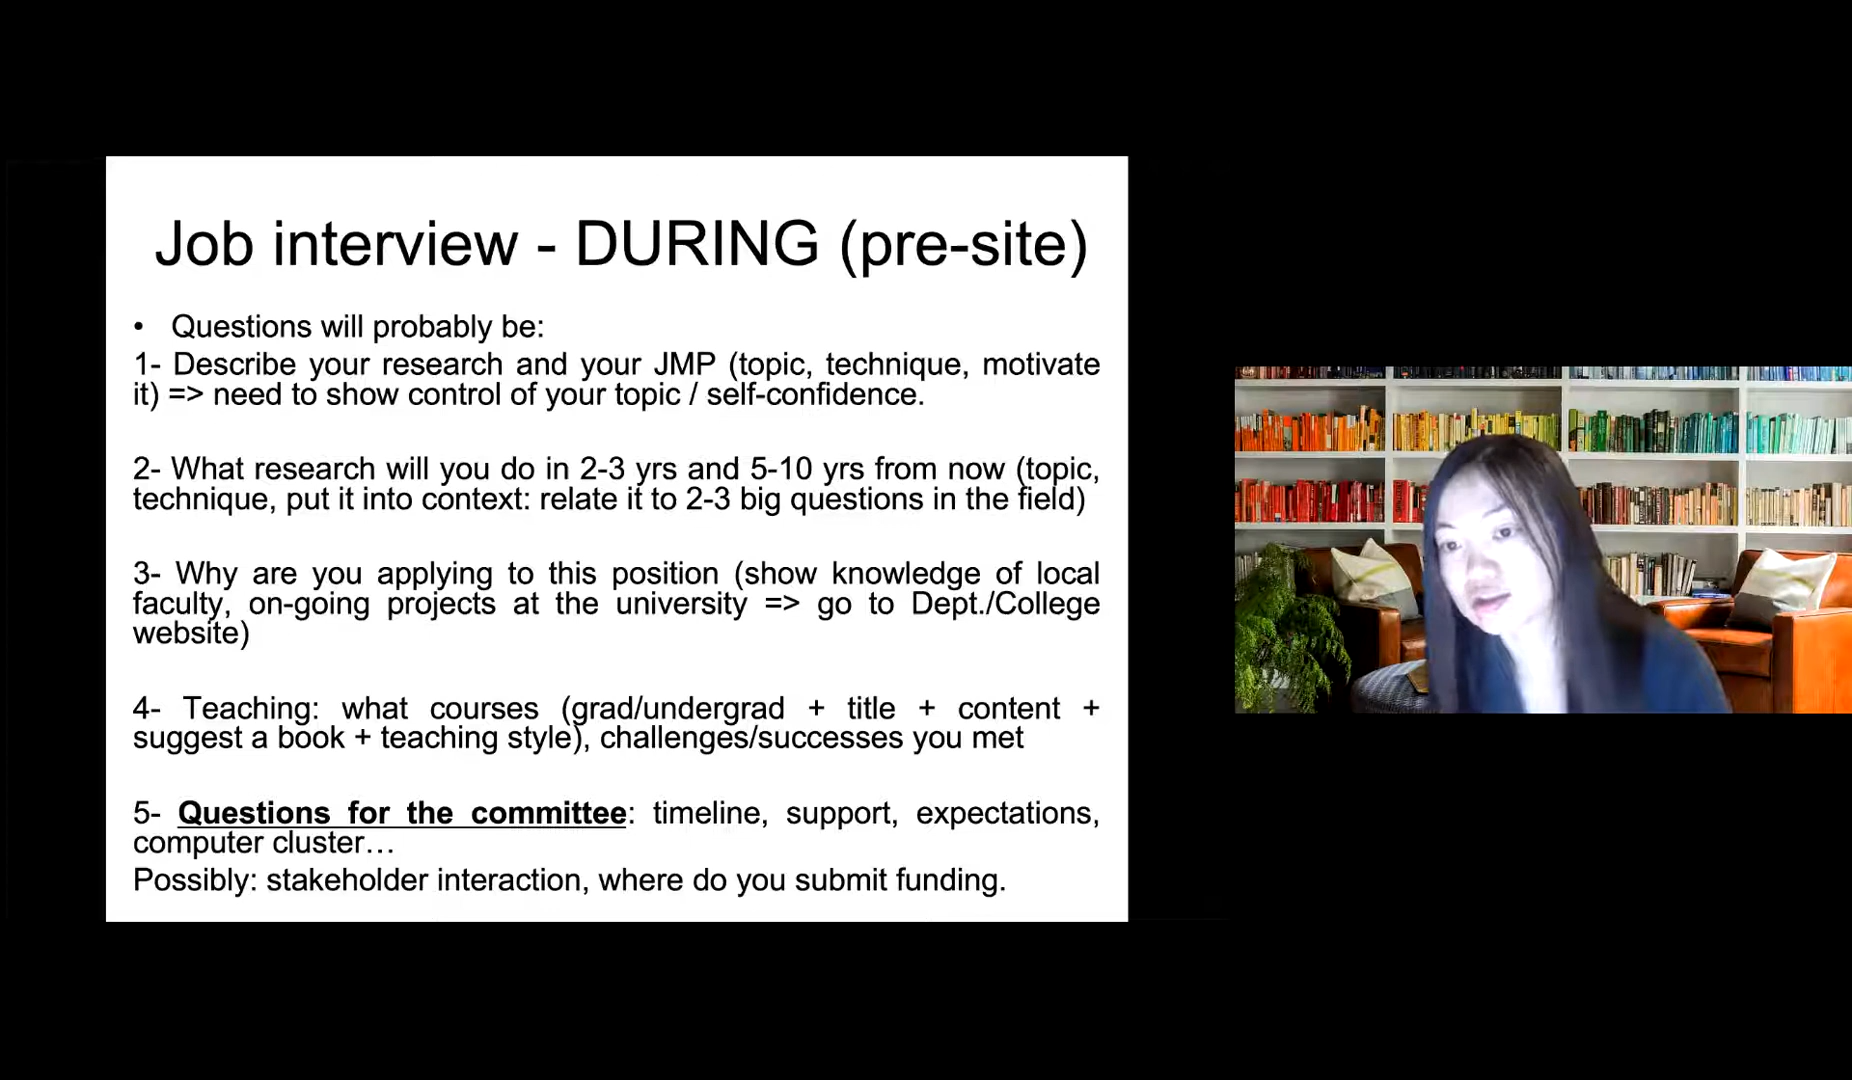 Job interview - DURING (pre-site)
• Questions will probably be:
1- Describe your research and your JMP (topic, technique, motivate
it) => need to show control of your topic / self-confidence.
2- What research will you do in 2-3 yrs and 5-10 yrs from now (topic,
technique, put it into context: relate it to 2-3 big questions in the field)
3- Why are you applying to this position (show knowledge of local
faculty, on-going projects at the university => go to Dept./College
website)
4- Teaching: what courses (grad/undergrad + title + content +
suggest a book + teaching style), challenges/successes you met
5- Questions for the committee: timeline, support, expectations,
computer cluster…
Possibly: stakeholder interaction, where do you submit funding.